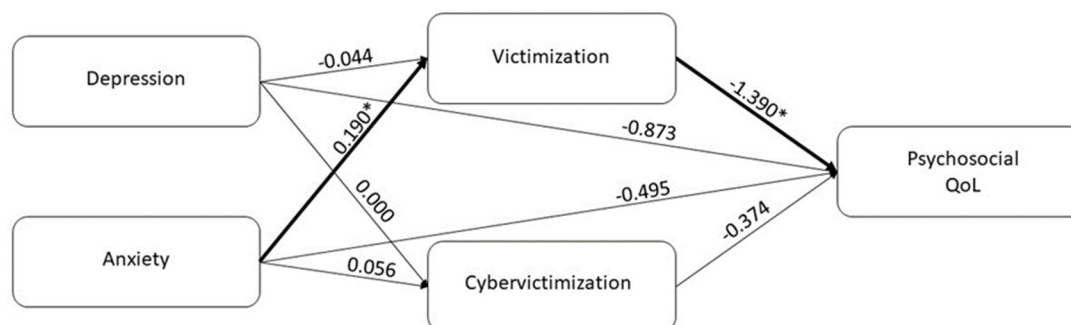 Depression
Victimization
-0.044
0.190*
-1.390*
-0.873
Psychosocial
QoL
0.000
-0.495
-0.374
Anxiety
0.056
Cybervictimization